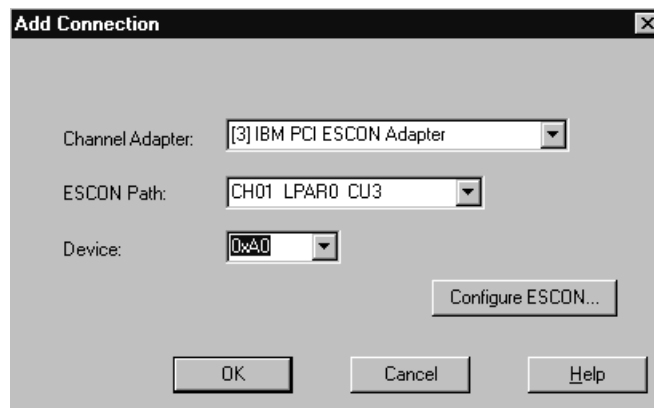 Add Connection
Channel Adapter: [3] IBM PCI ESCON Adapter
ESCON Path: CH01 LPAR0 CU3
Device: 0xA0
Configure ESCON...
OK Cancel Help